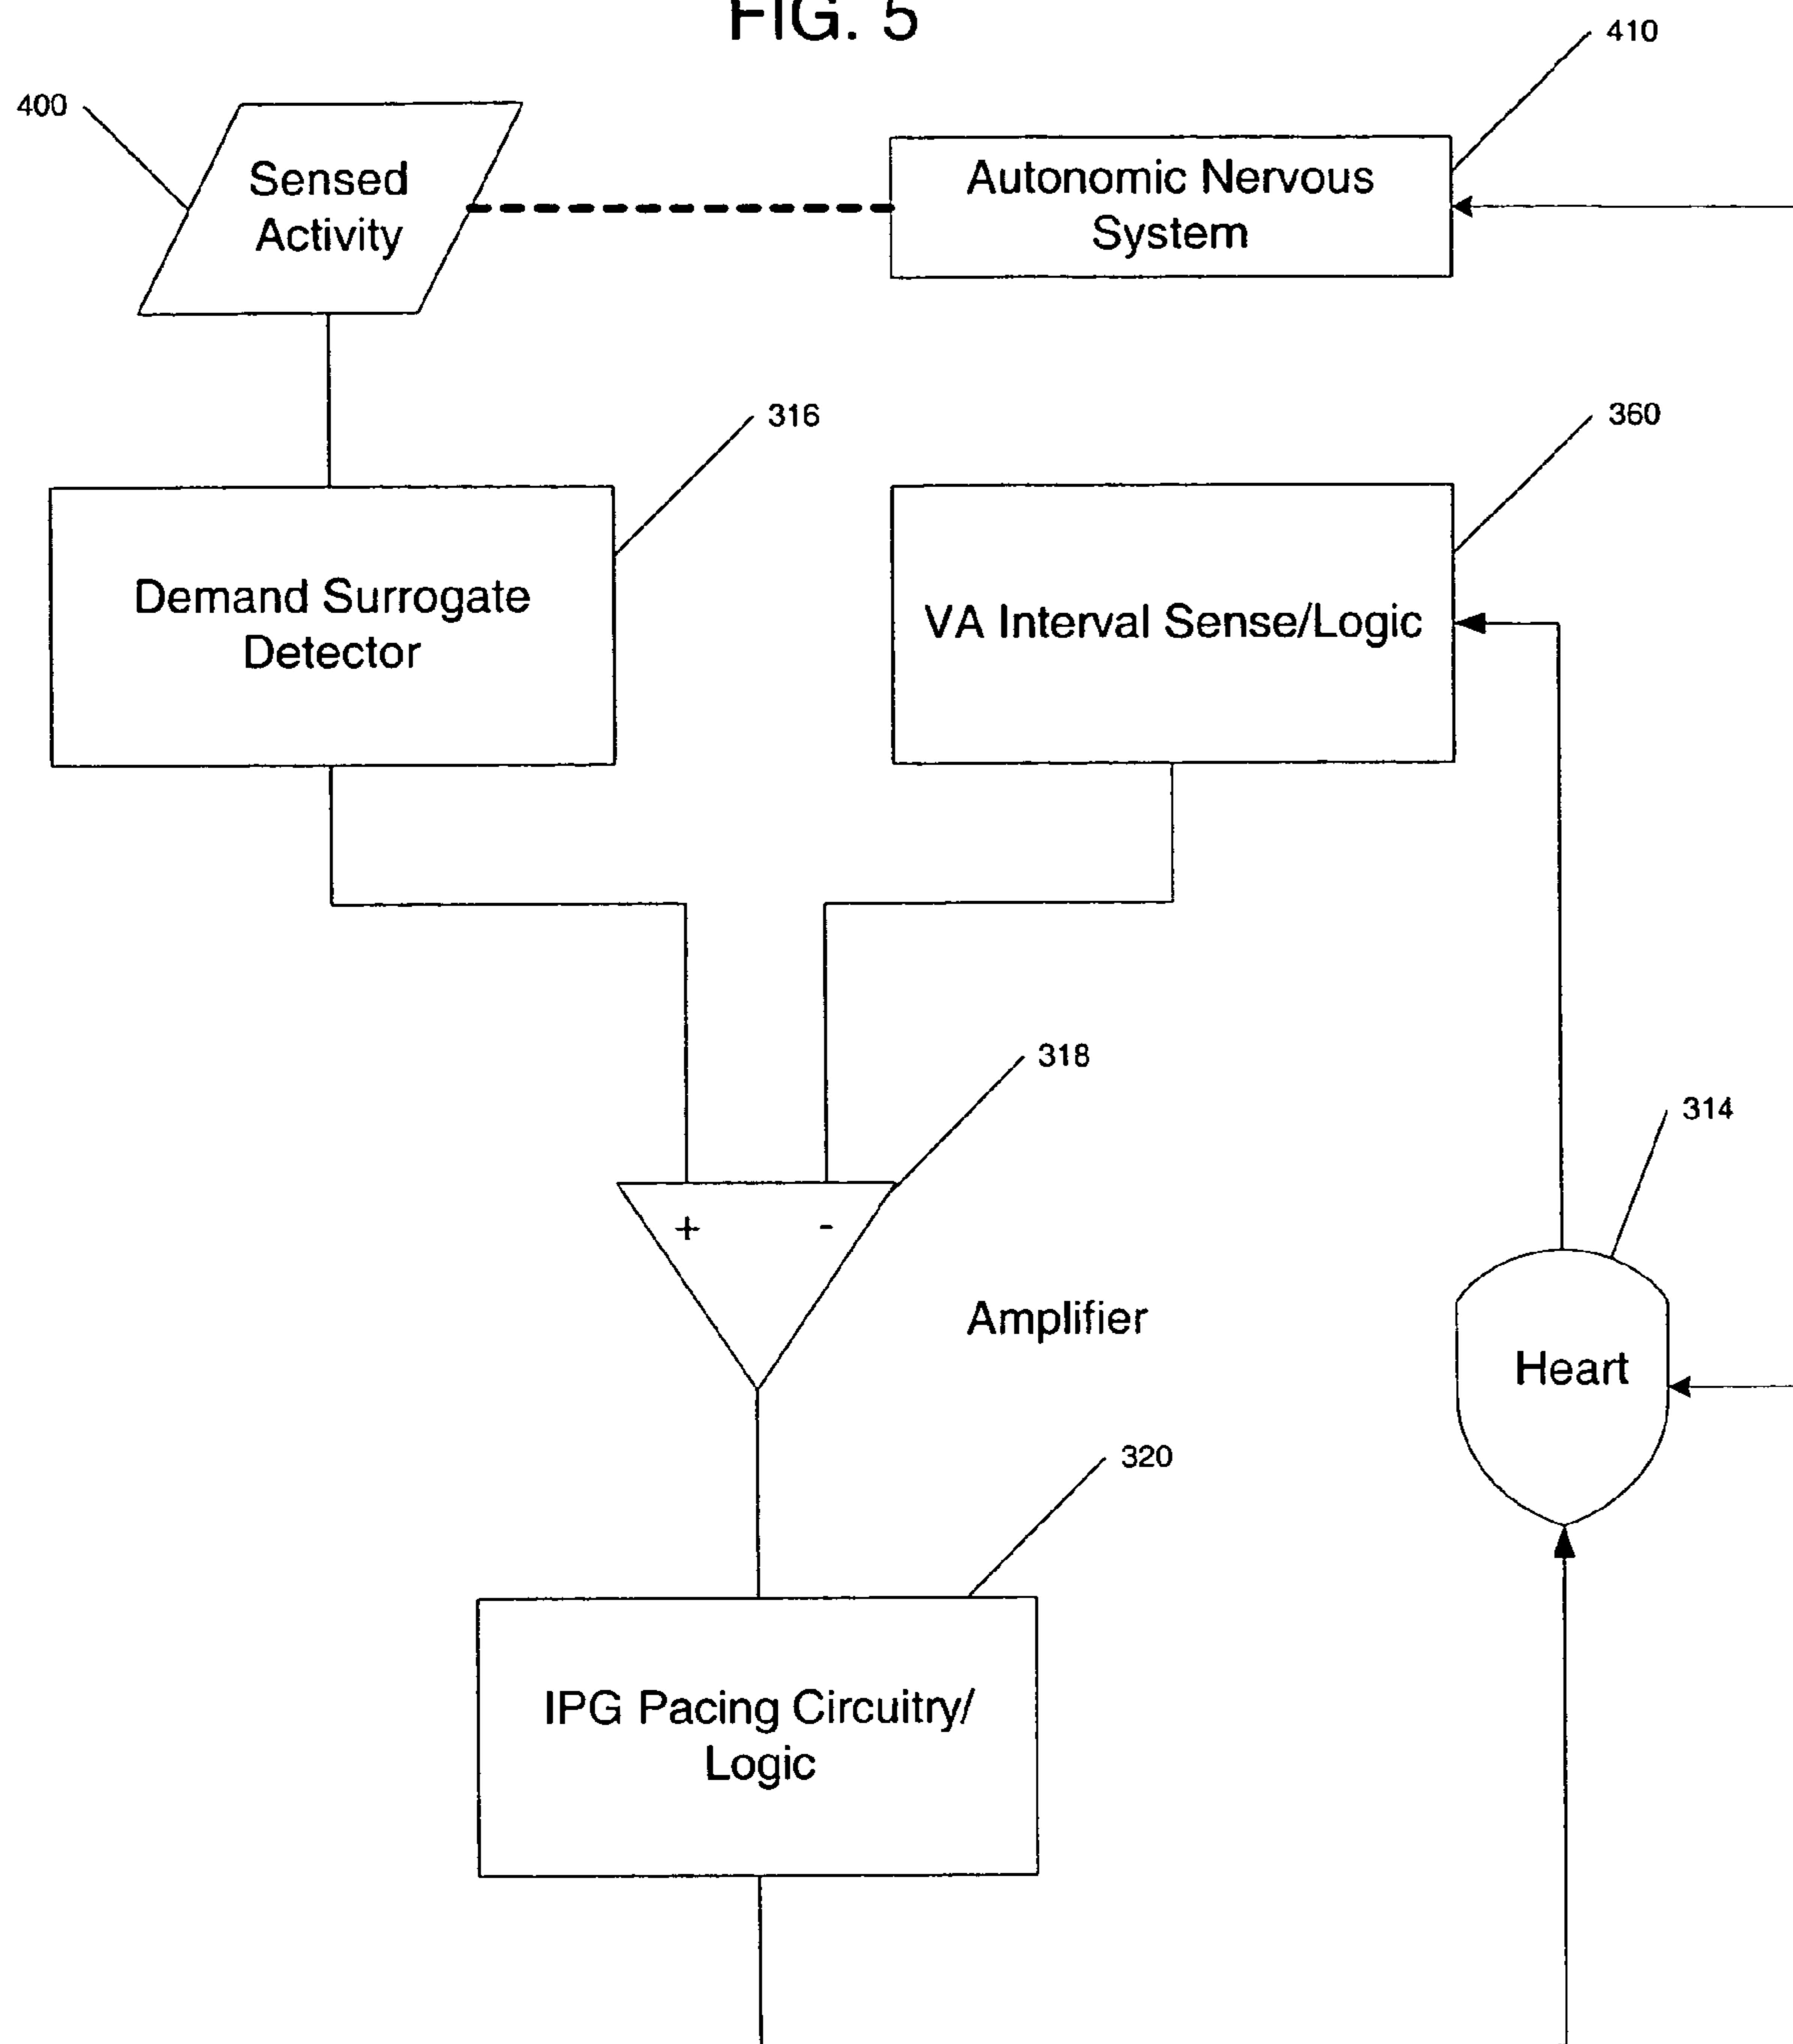 FIG. 5
410
400
Sensed
Activity
Autonomic Nervous
System
316
360
Demand Surrogate
Detector
VA Interval Sense/Logic
318
314
+ -
Amplifier
Heart
320
IPG Pacing Circuitry/
Logic